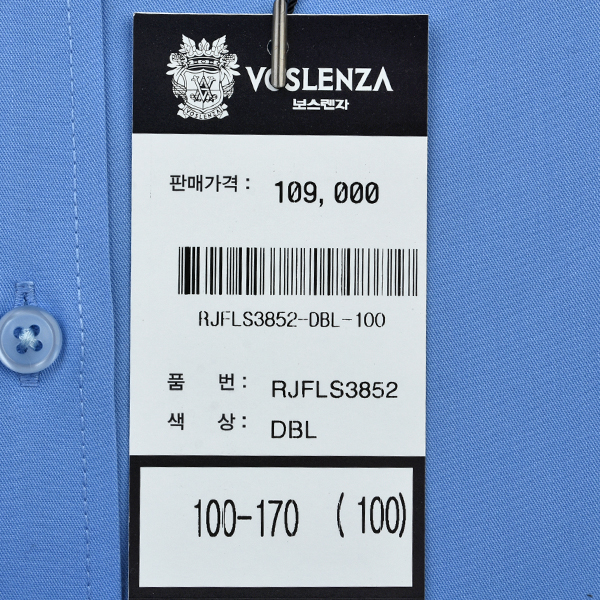 VOSLENZA
VOSLENZA
보스렌자
판매가격 : 109,000
RJFLS3852-DBL-100
품 번 : RJFLS3852
색 상 : DBL
100-170 (100)